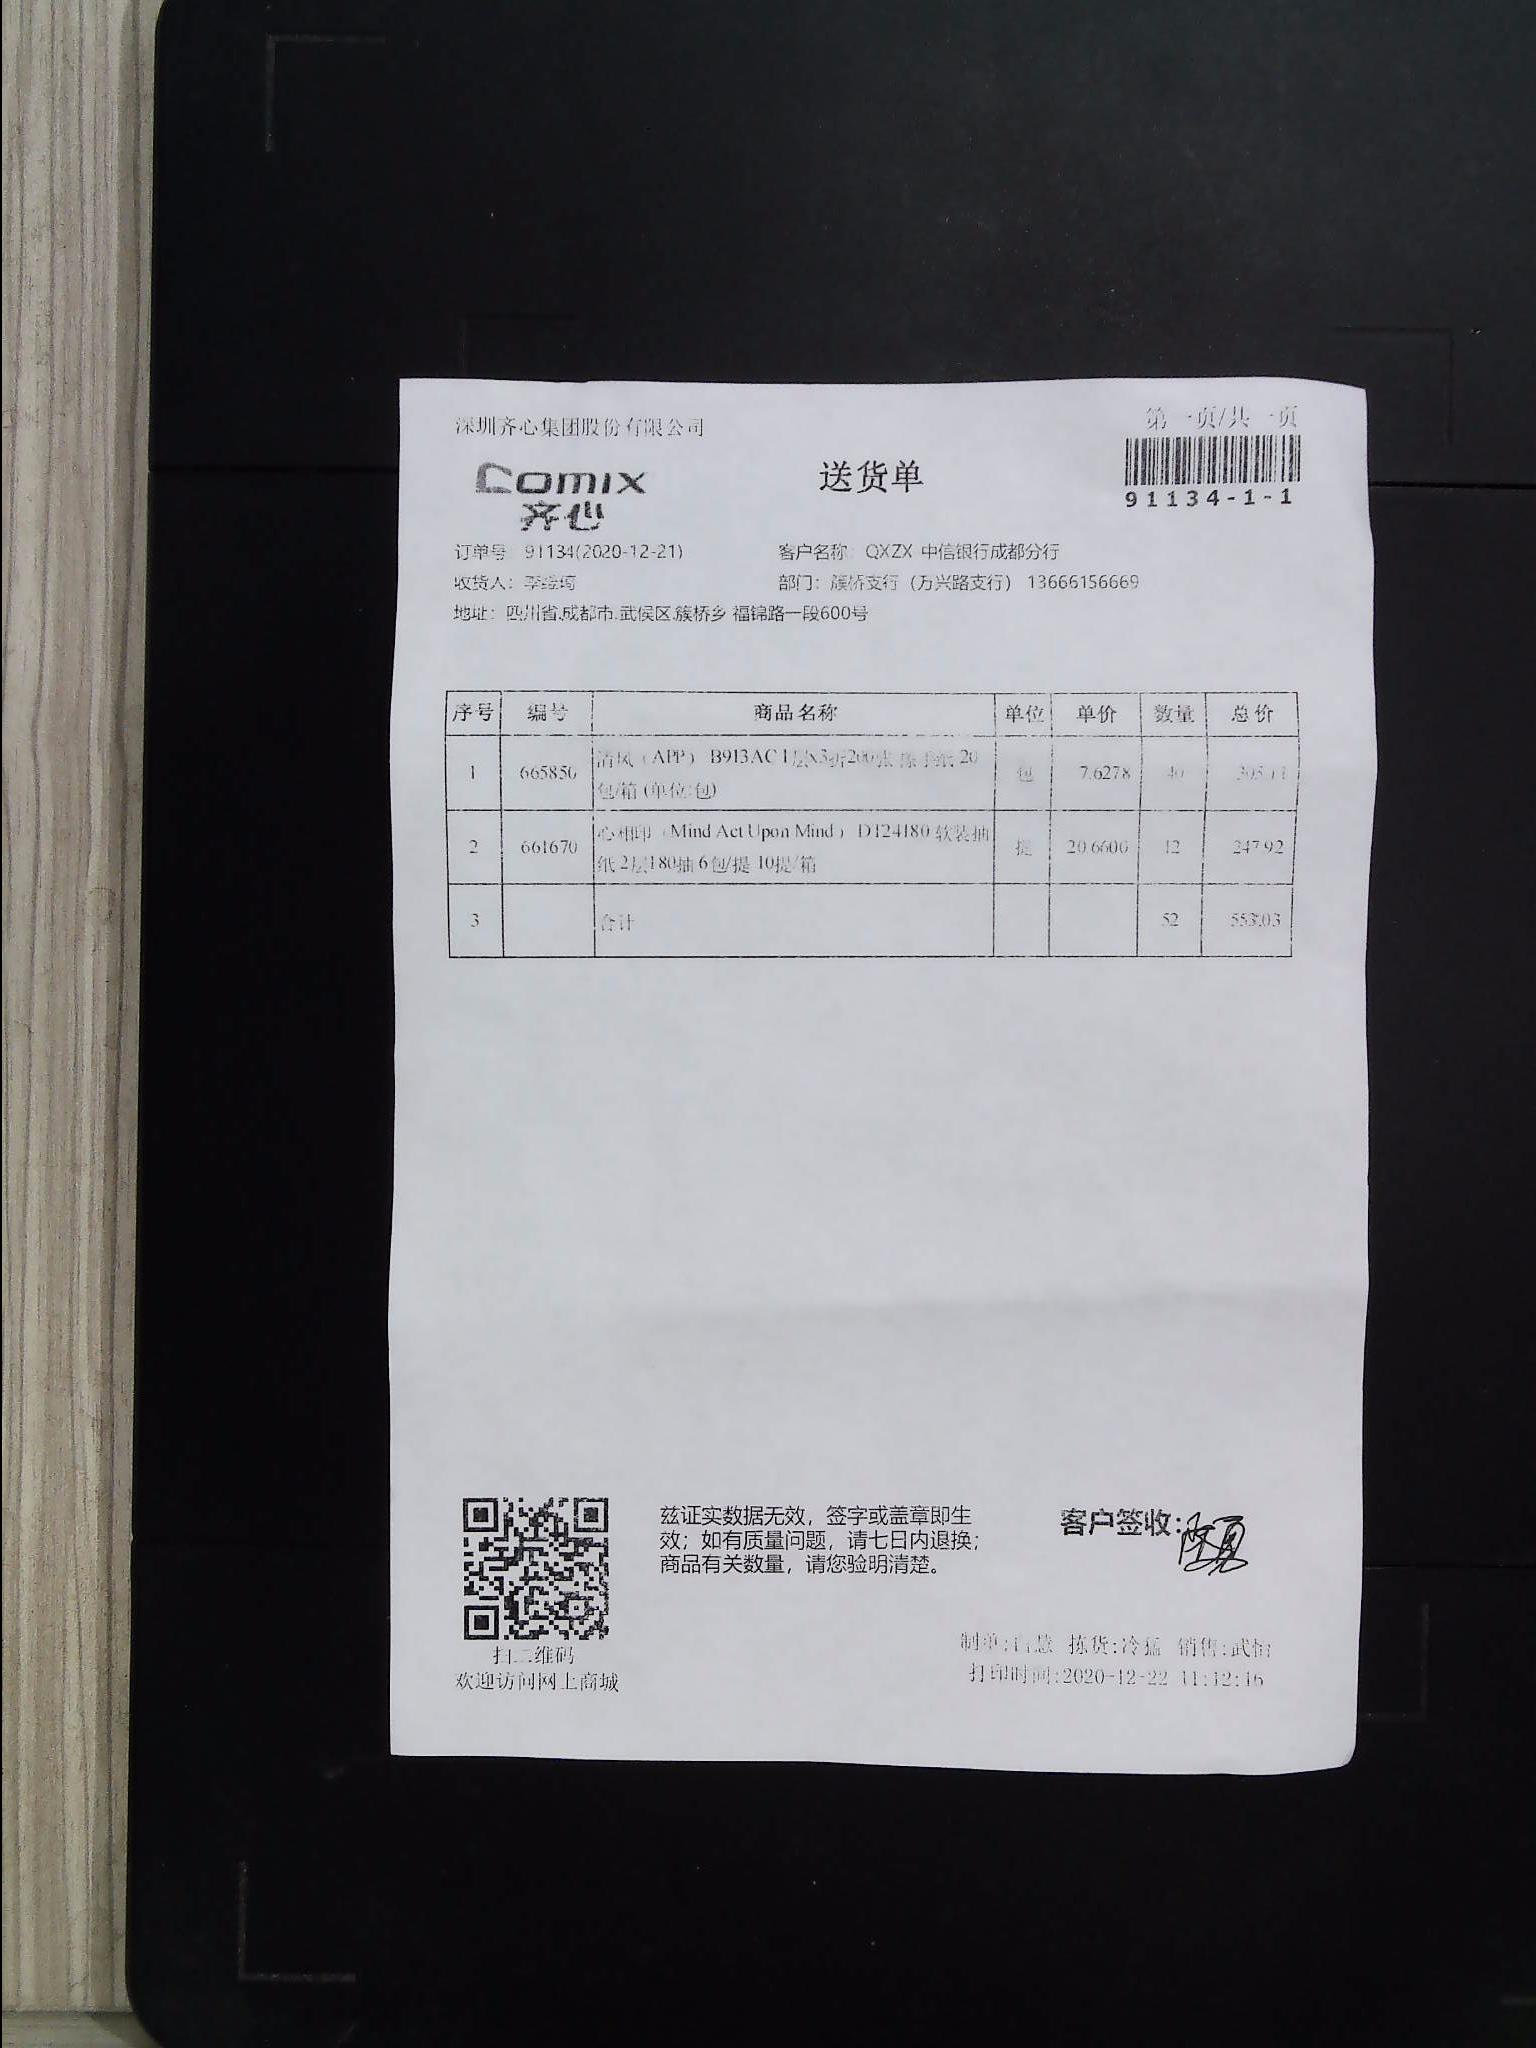 深圳齐心集团股份有限公司
第一页/共一页
Comix
齐心
送货单
91134-1-1
订单号 91134(2020-12-21)
客户名称: QXZX 中信银行成都分行
收货人:
部门: 簇桥支行（万兴路支行） 13666156669
地址: 四川省.成都市.武侯区.簇桥乡 福锦路一段600号
序号 编号 商品名称 单位 单价 数量 总价
1 665850 清风（APP） B913AC 1层x3折200张 擦手纸 20 包 7.6278 40 305.11
包/箱 (单位:包)
2 661670 心相印（Mind Act Upon Mind） DT24180 软装抽 提 20.6600 12 247.92
纸 2层180抽 6包/提 10提/箱
3 合计 52 553.03
兹证实数据无效，签字或盖章即生
效；如有质量问题，请七日内退换；
商品有关数量，请您验明清楚。
客户签收:
扫二维码
欢迎访问网上商城
制单: 拣货:冷猛 销售:武怡
打印时间:2020-12-22 11:12:16